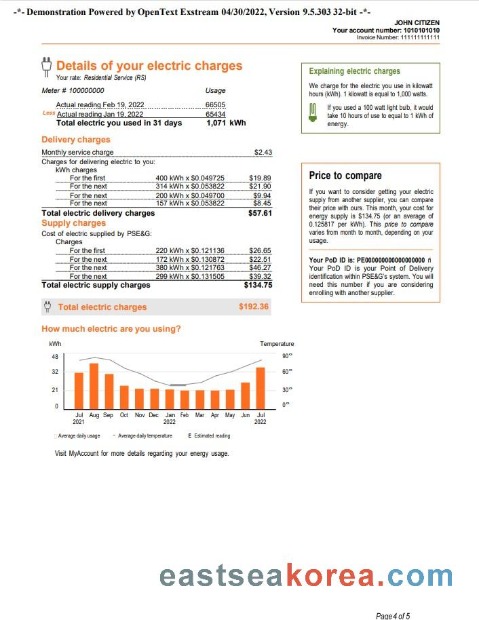 -*- Demonstration Powered by OpenText Exstream 04/30/2022, Version 9.5.303 32-bit -*-
JOHN CITIZEN
Your account number: 1010101010
Invoice Number: 111111111111
Details of your electric charges
Your rate: Residential Service (RS)
Meter # 100000000 Usage
Actual reading Feb 19, 2022 66505
Less Actual reading Jan 19, 2022 65434
Total electric you used in 31 days 1,071 kWh
Delivery charges
Monthly service charge $2.43
Charges for delivering electric to you:
kWh charges
For the first 400 kWh x $0.049725 $19.89
For the next 314 kWh x $0.053822 $21.90
For the next 200 kWh x $0.049700 $9.94
For the next 157 kWh x $0.053822 $8.45
Total electric delivery charges $57.61
Supply charges
Cost of electric supplied by PSE&G:
Charges
For the first 220 kWh x $0.121136 $26.65
For the next 172 kWh x $0.130872 $22.51
For the next 380 kWh x $0.121763 $46.27
For the next 299 kWh x $0.131505 $39.32
Total electric supply charges $134.75
Total electric charges $192.36
Explaining electric charges
We charge for the electric you use in kilowatt
hours (kWh). 1 kilowatt is equal to 1,000 watts.
If you used a 100 watt light bulb, it would
take 10 hours of use to equal to 1 kWh of
energy.
Price to compare
If you want to consider getting your electric
supply from another supplier, you can compare
their price with ours. This month, your cost for
energy supply is $134.75 (or an average of
0.125817 per kWh). This price to compare
varies from month to month, depending on your
usage.
Your PoD ID is: PE000000000000000000 n
Your POD ID is your Point of Delivery
identification within PSE&G's system. You will
need this number if you are considering
enrolling with another supplier.
How much electric are you using?
kWh Temperature
48 90°
32 60°
21 30°
0 0°
Jul Aug Sep Oct Nov Dec Jan Feb Mar Apr May Jun Jul
2021 2022 2022
Average daily usage - Average daily temperature E Estimated reading
Visit MyAccount for more details regarding your energy usage.
eastseakorea.com
Page 4 of 5